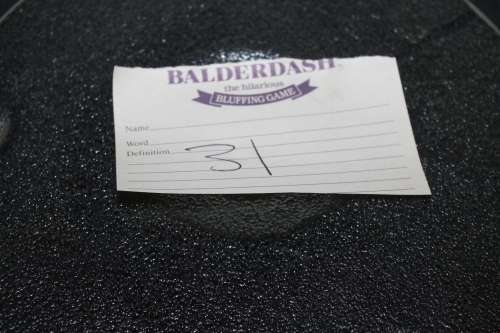 BALDERDASH
the hilarious
BLUFFING GAME
Name
Word
Definition 31